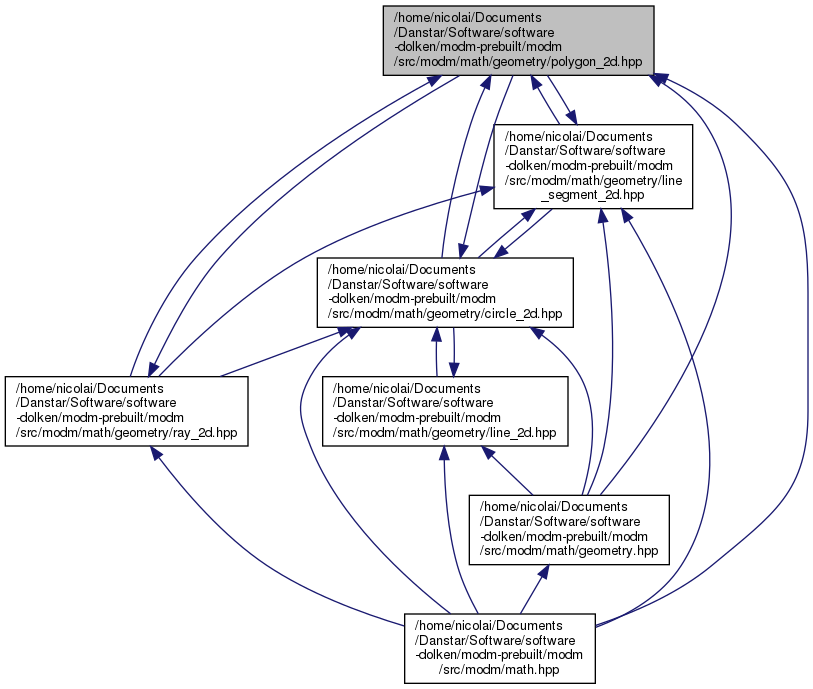 /home/nicolai/Documents
/Danstar/Software/software
-dolken/modm-prebuilt/modm
/src/modm/math/geometry/polygon_2d.hpp
/home/nicolai/Documents
/Danstar/Software/software
-dolken/modm-prebuilt/modm
/src/modm/math/geometry/line
_segment_2d.hpp
/home/nicolai/Documents
/Danstar/Software/software
-dolken/modm-prebuilt/modm
/src/modm/math/geometry/circle_2d.hpp
/home/nicolai/Documents
/Danstar/Software/software
-dolken/modm-prebuilt/modm
/src/modm/math/geometry/ray_2d.hpp
/home/nicolai/Documents
/Danstar/Software/software
-dolken/modm-prebuilt/modm
/src/modm/math/geometry/line_2d.hpp
/home/nicolai/Documents
/Danstar/Software/software
-dolken/modm-prebuilt/modm
/src/modm/math/geometry.hpp
/home/nicolai/Documents
/Danstar/Software/software
-dolken/modm-prebuilt/modm
/src/modm/math.hpp